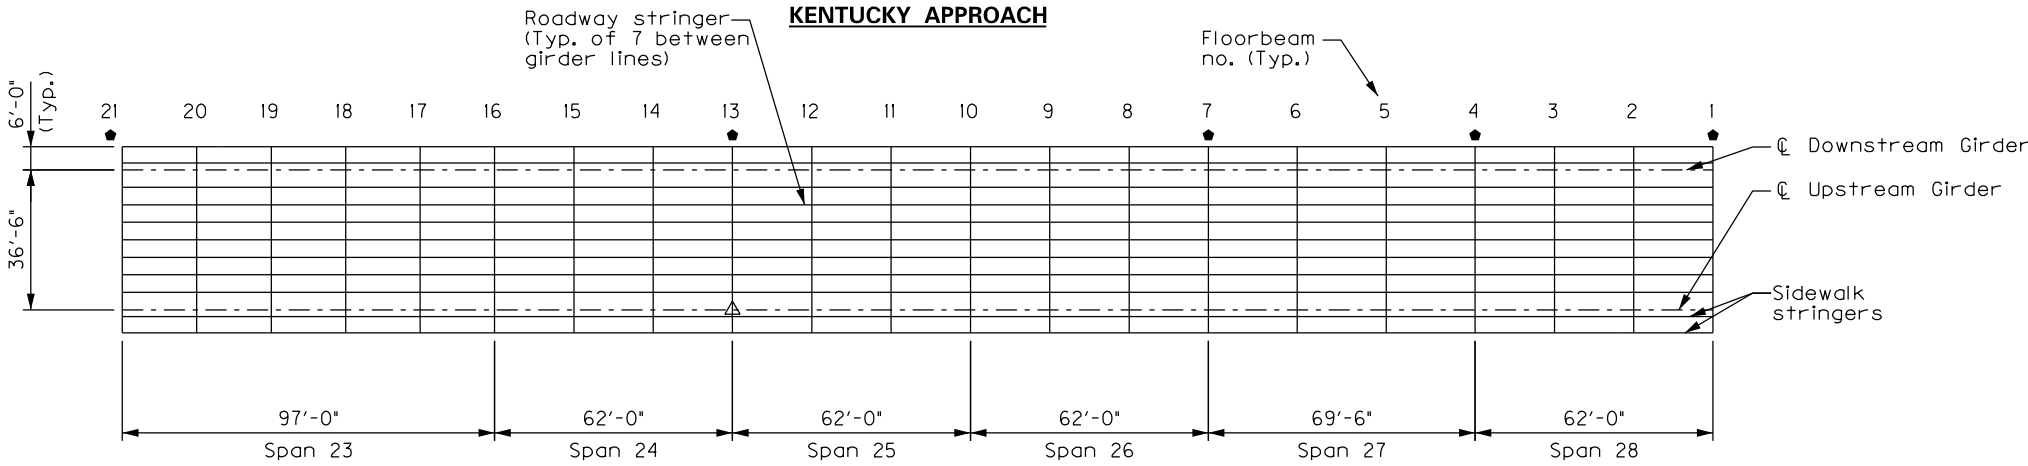 KENTUCKY APPROACH
Roadway stringer
(Typ. of 7 between
girder lines)
Floorbeam
no. (Typ.)
6'-0"
(Typ.)
21 20 19 18 17 16 15 14 13 12 11 10 9 8 7 6 5 4 3 2 1
℄ Downstream Girder
℄ Upstream Girder
36'-6"
Sidewalk
stringers
97'-0" 62'-0" 62'-0" 62'-0" 69'-6" 62'-0"
Span 23 Span 24 Span 25 Span 26 Span 27 Span 28